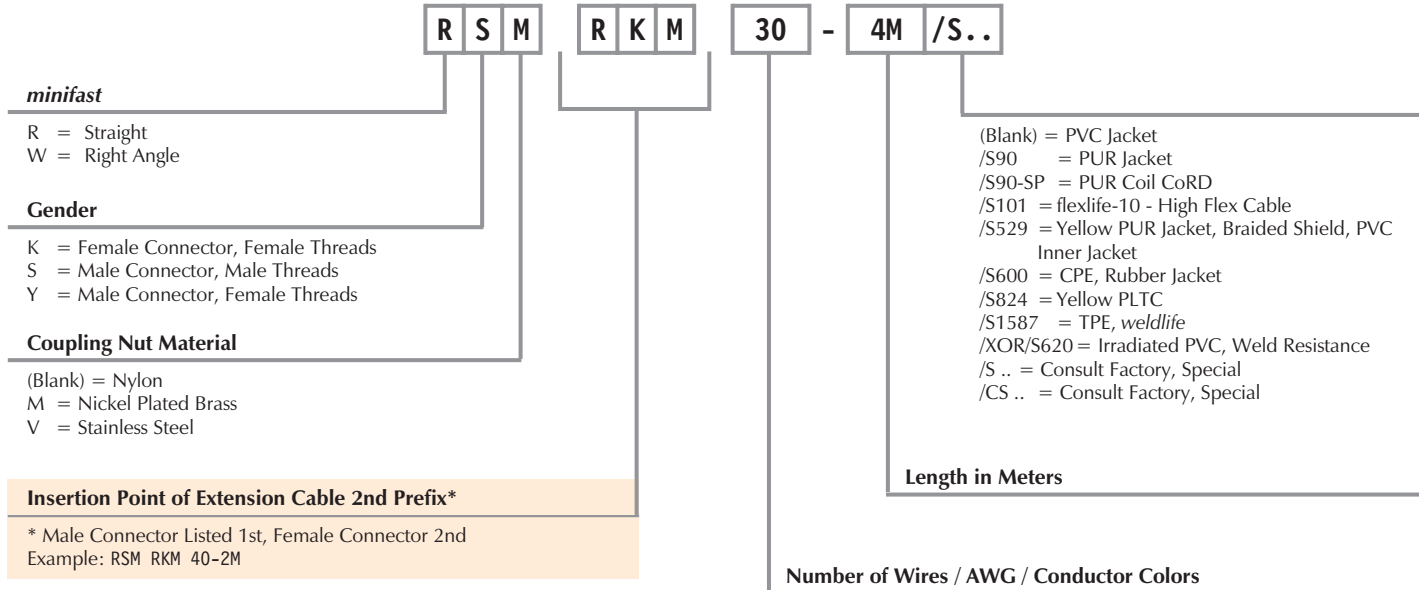 R S M R K M 30 - 4M /S..
minifast
R = Straight
W = Right Angle
Gender
K = Female Connector, Female Threads
S = Male Connector, Male Threads
Y = Male Connector, Female Threads
Coupling Nut Material
(Blank) = Nylon
M = Nickel Plated Brass
V = Stainless Steel
Insertion Point of Extension Cable 2nd Prefix*
* Male Connector Listed 1st, Female Connector 2nd
Example: RSM RKM 40-2M
(Blank) = PVC Jacket
/S90 = PUR Jacket
/S90-SP = PUR Coil CoRD
/S101 = flexlife-10 - High Flex Cable
/S529 = Yellow PUR Jacket, Braided Shield, PVC
Inner Jacket
/S600 = CPE, Rubber Jacket
/S824 = Yellow PLTC
/S1587 = TPE, weldlife
/XOR/S620 = Irradiated PVC, Weld Resistance
/S .. = Consult Factory, Special
/CS .. = Consult Factory, Special
Length in Meters
Number of Wires / AWG / Conductor Colors